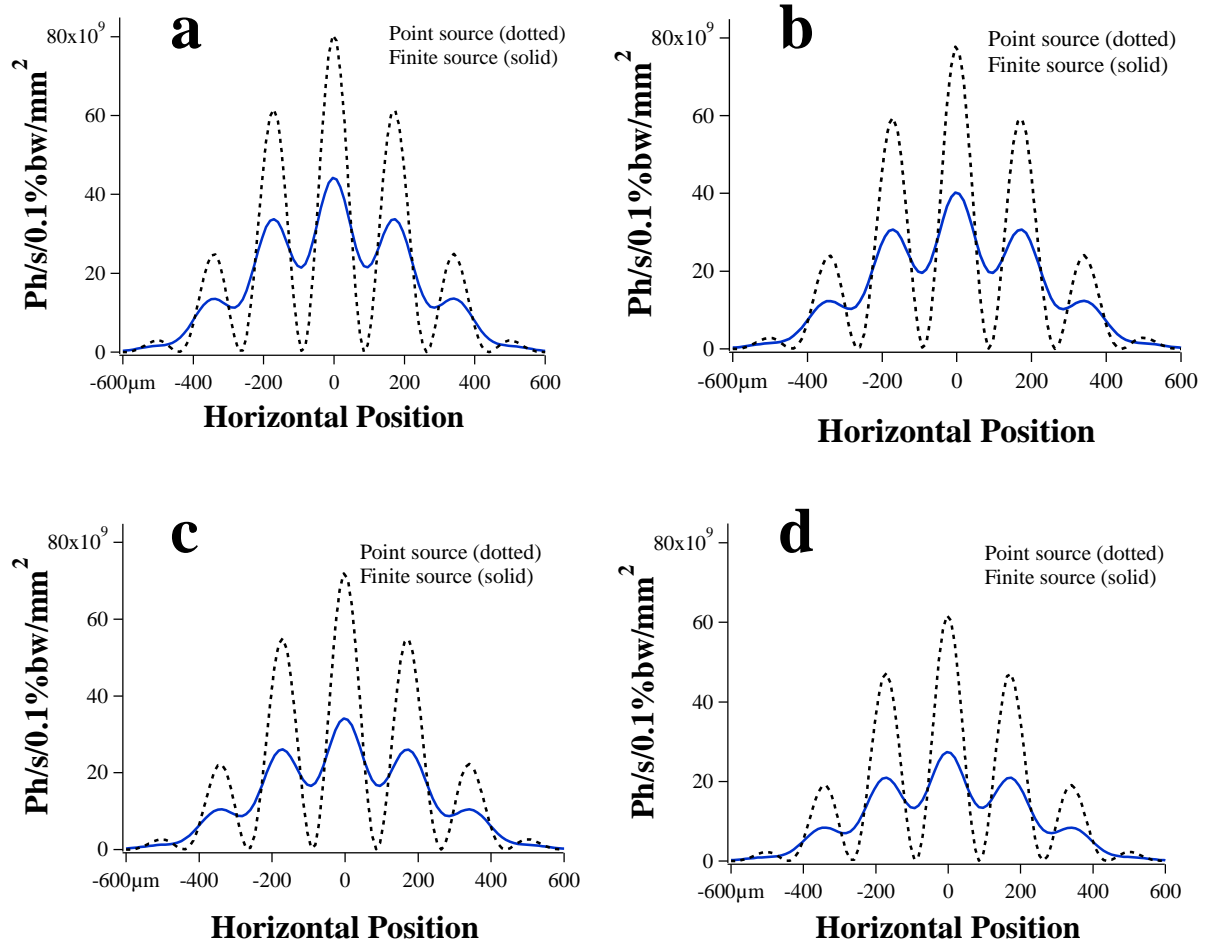 a
Point source (dotted)
Finite source (solid)
80x10^9
60
40
20
0
Ph/s/0.1%bw/mm^2
-600µm -400 -200 0 200 400 600
Horizontal Position
b
Point source (dotted)
Finite source (solid)
80x10^9
60
40
20
0
Ph/s/0.1%bw/mm^2
-600µm -400 -200 0 200 400 600
Horizontal Position
c
Point source (dotted)
Finite source (solid)
80x10^9
60
40
20
0
Ph/s/0.1%bw/mm^2
-600µm -400 -200 0 200 400 600
Horizontal Position
d
Point source (dotted)
Finite source (solid)
80x10^9
60
40
20
0
Ph/s/0.1%bw/mm^2
-600µm -400 -200 0 200 400 600
Horizontal Position